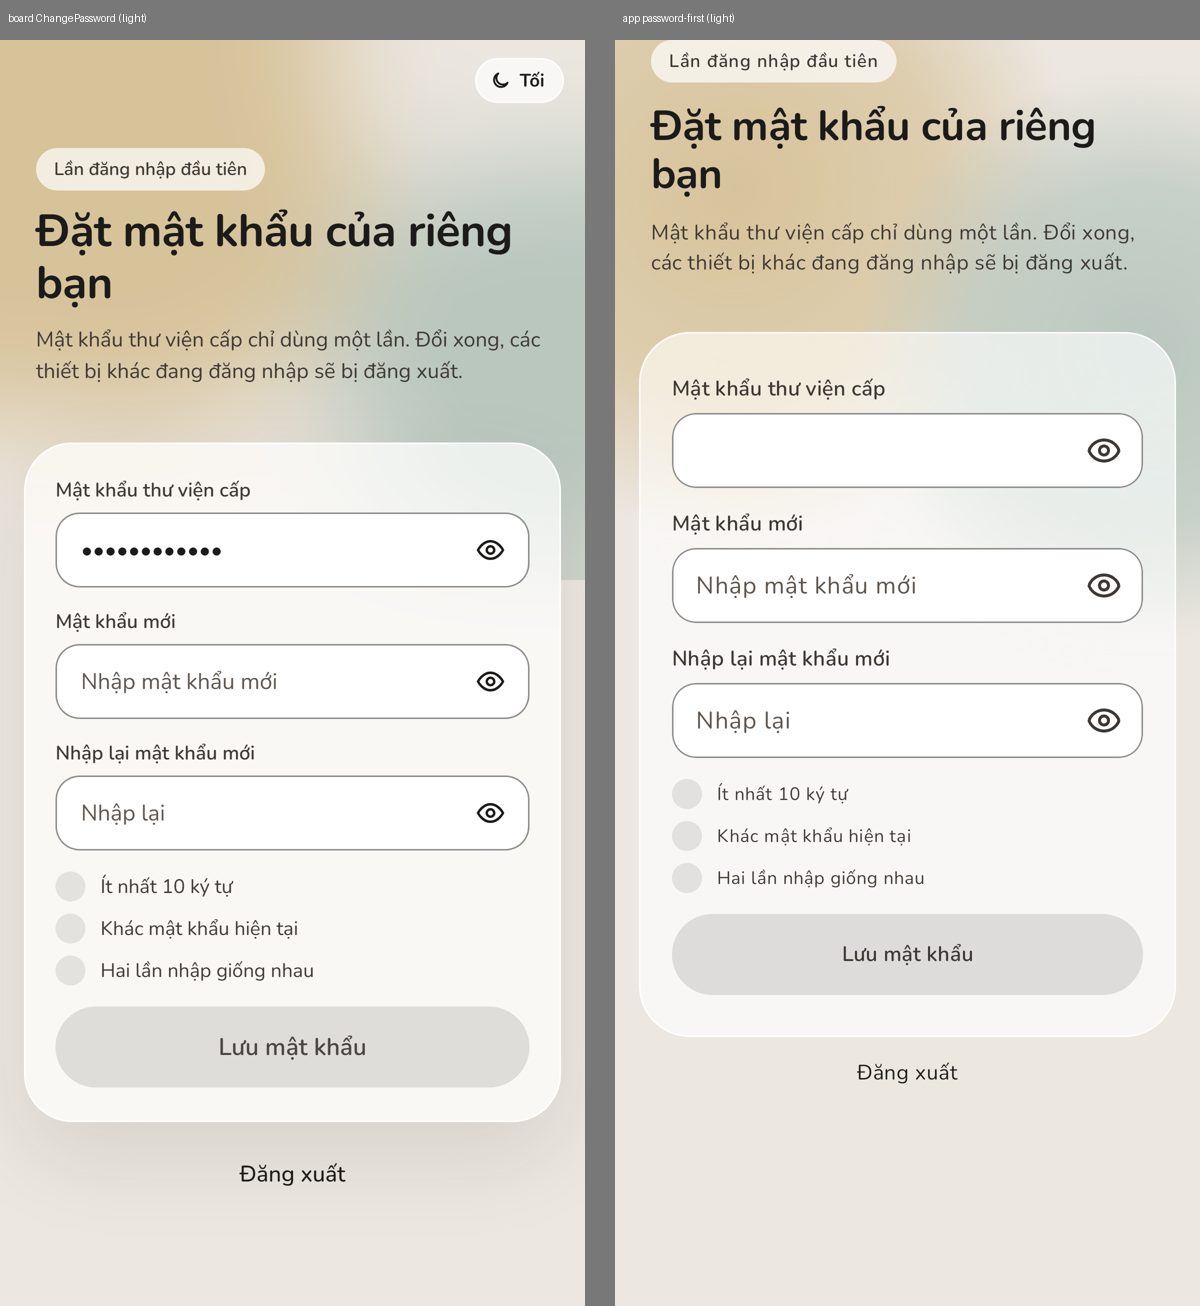 board ChangePassword (light)
Tối
Lần đăng nhập đầu tiên
Đặt mật khẩu của riêng
bạn
Mật khẩu thư viện cấp chỉ dùng một lần. Đổi xong, các
thiết bị khác đang đăng nhập sẽ bị đăng xuất.
Mật khẩu thư viện cấp
••••••••••••
Mật khẩu mới
Nhập mật khẩu mới
Nhập lại mật khẩu mới
Nhập lại
Ít nhất 10 ký tự
Khác mật khẩu hiện tại
Hai lần nhập giống nhau
Lưu mật khẩu
Đăng xuất
app password-first (light)
Lần đăng nhập đầu tiên
Đặt mật khẩu của riêng
bạn
Mật khẩu thư viện cấp chỉ dùng một lần. Đổi xong,
các thiết bị khác đang đăng nhập sẽ bị đăng xuất.
Mật khẩu thư viện cấp
Mật khẩu mới
Nhập mật khẩu mới
Nhập lại mật khẩu mới
Nhập lại
Ít nhất 10 ký tự
Khác mật khẩu hiện tại
Hai lần nhập giống nhau
Lưu mật khẩu
Đăng xuất